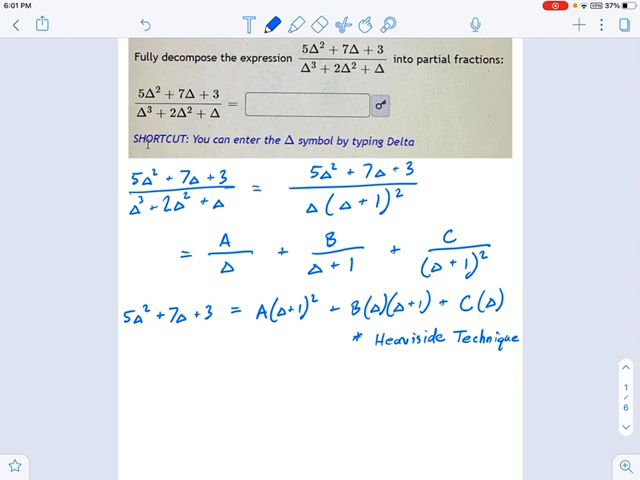 6:01 PM 37%
Fully decompose the expression (5Δ² + 7Δ + 3)/(Δ³ + 2Δ² + Δ) into partial fractions:
(5Δ² + 7Δ + 3)/(Δ³ + 2Δ² + Δ) =
SHORTCUT: You can enter the Δ symbol by typing Delta
(5Δ² + 7Δ + 3)/(Δ³ + 2Δ² + Δ) = (5Δ² + 7Δ + 3)/(Δ(Δ + 1)²)
= A/Δ + B/(Δ + 1) + C/(Δ + 1)²
5Δ² + 7Δ + 3 = A(Δ+1)² + B(Δ)(Δ+1) + C(Δ)
* Heaviside Technique
1
/
6